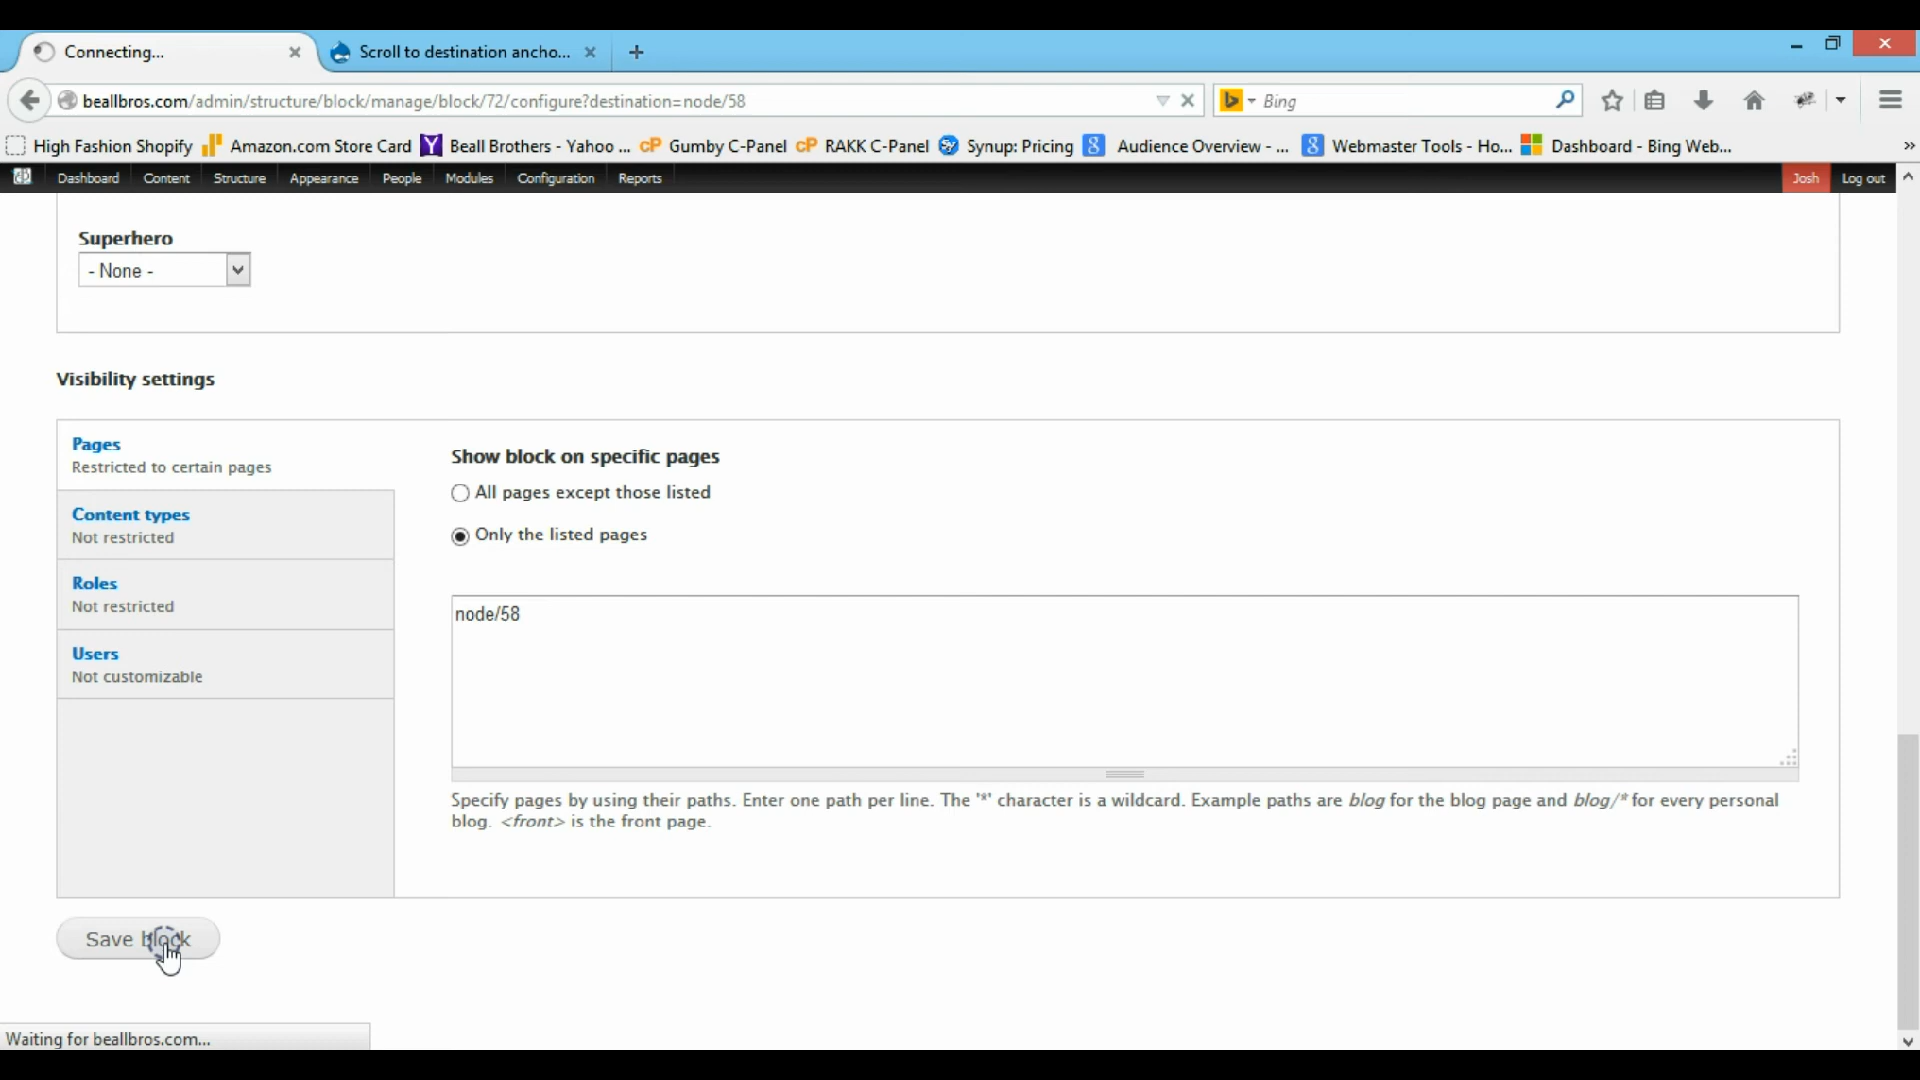 Connecting...
Scroll to destination ancho...
beallbros.com/admin/structure/block/manage/block/72/configure?destination=node/58
Bing
High Fashion Shopify
Amazon.com Store Card
Beall Brothers - Yahoo ...
cP Gumby C-Panel
cP RAKK C-Panel
Synup: Pricing
8 Audience Overview - ...
8 Webmaster Tools - Ho...
Dashboard - Bing Web...
Dashboard
Content
Structure
Appearance
People
Modules
Configuration
Reports
Josh
Log out
Superhero
- None -
Visibility settings
Pages
Restricted to certain pages
Content types
Not restricted
Roles
Not restricted
Users
Not customizable
Show block on specific pages
All pages except those listed
Only the listed pages
node/58
Specify pages by using their paths. Enter one path per line. The '*' character is a wildcard. Example paths are blog for the blog page and blog/* for every personal
blog. <front> is the front page.
Save block
Waiting for beallbros.com...